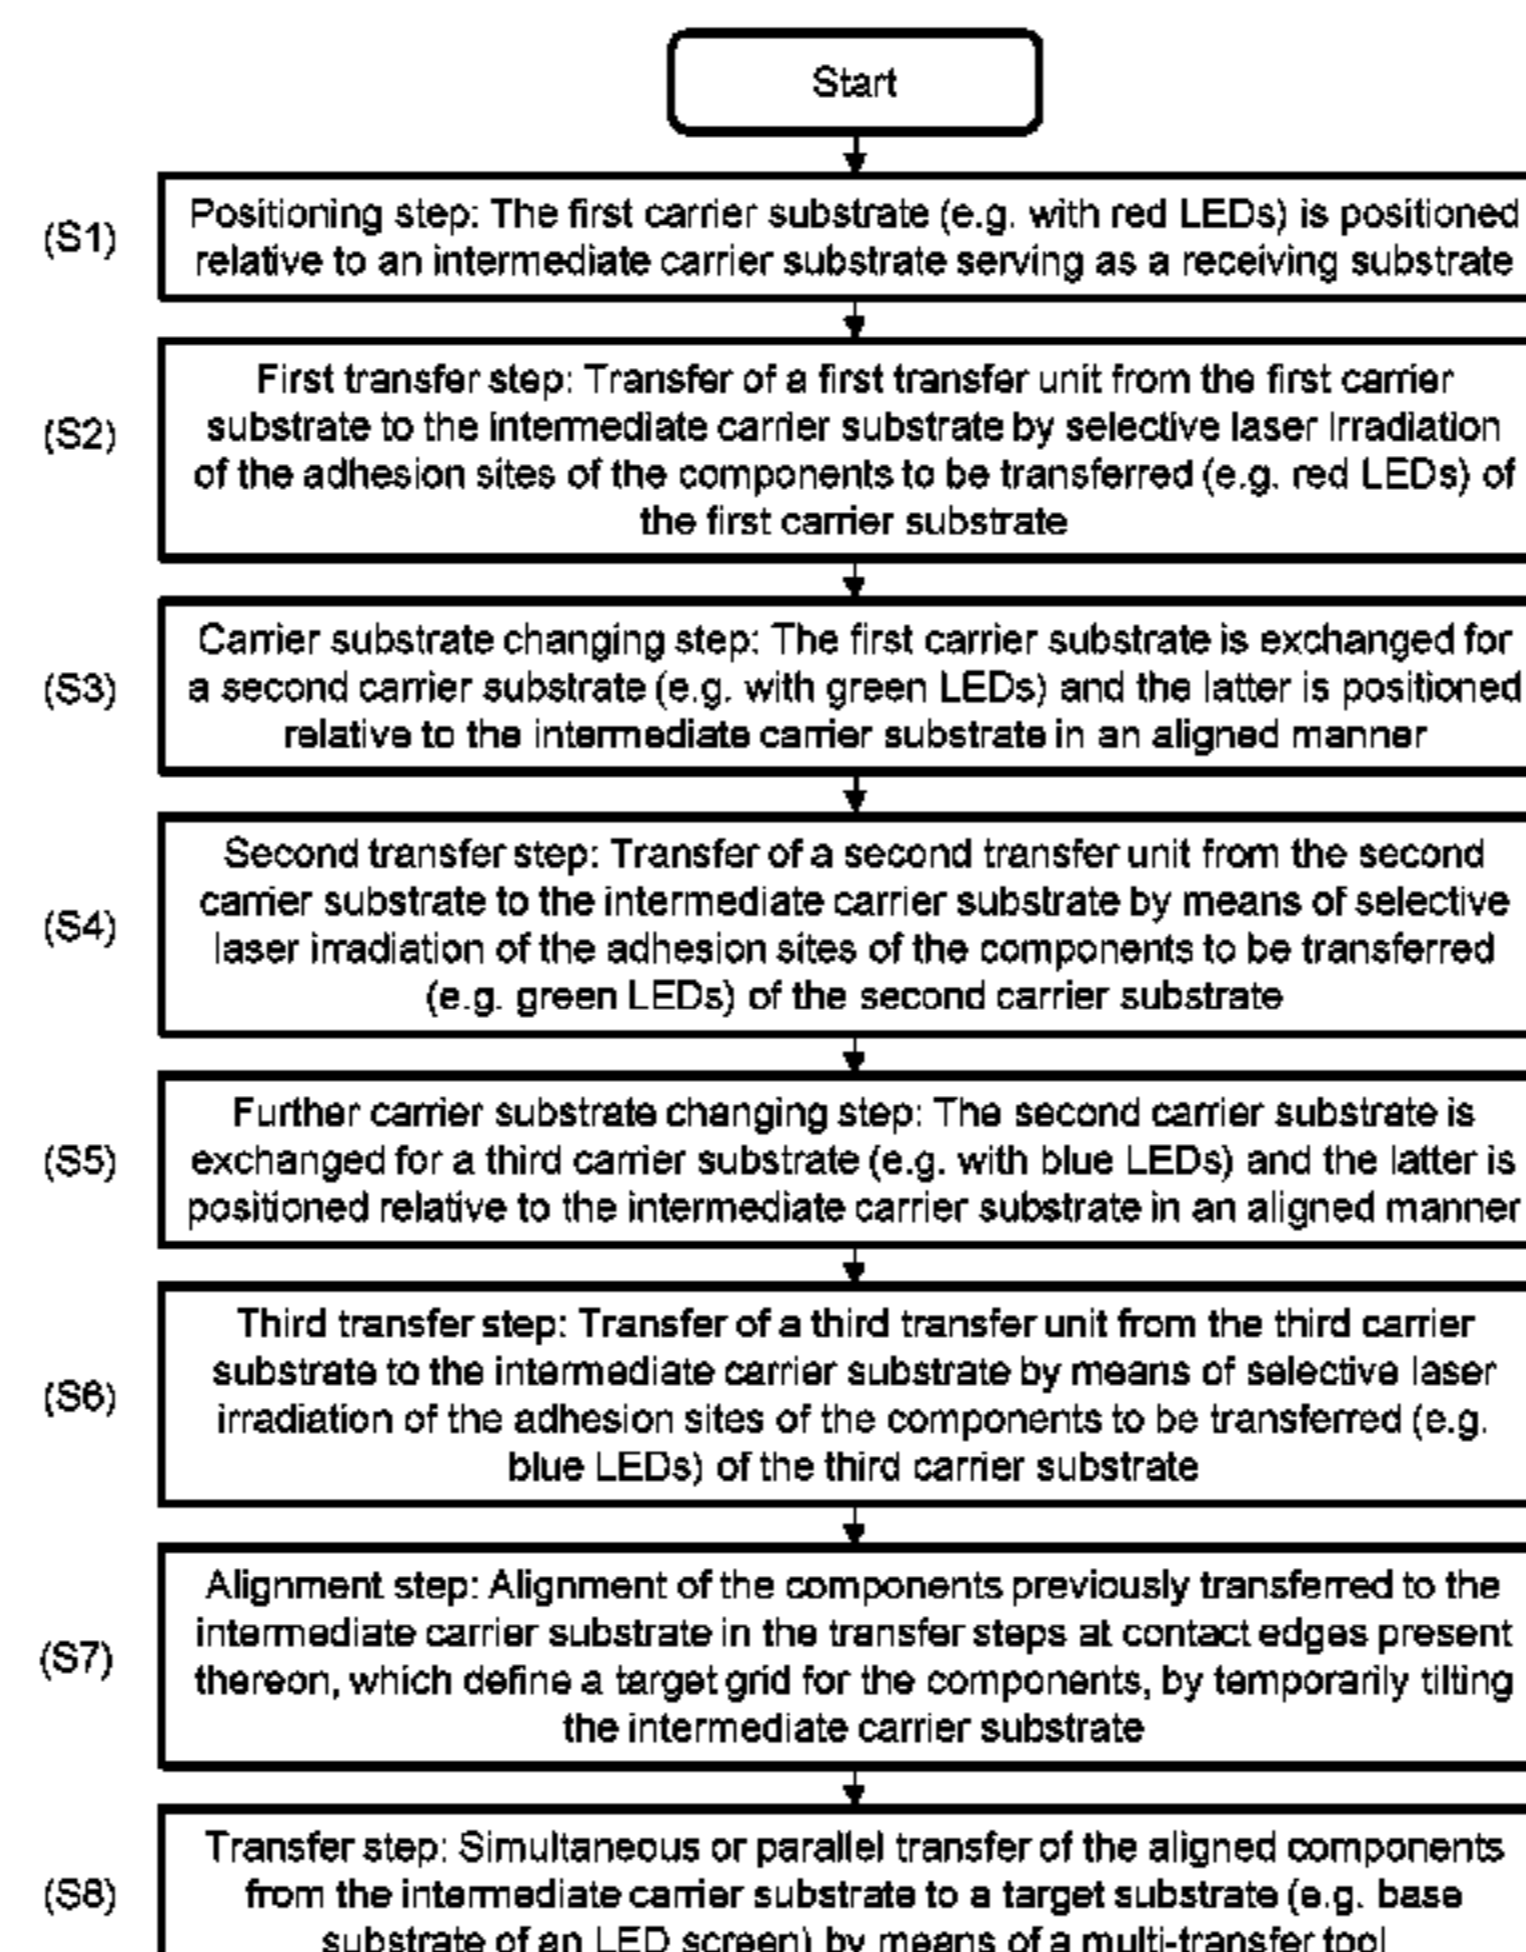 Start
(S1)
Positioning step: The first carrier substrate (e.g. with red LEDs) is positioned
relative to an intermediate carrier substrate serving as a receiving substrate
(S2)
First transfer step: Transfer of a first transfer unit from the first carrier
substrate to the intermediate carrier substrate by selective laser irradiation
of the adhesion sites of the components to be transferred (e.g. red LEDs) of
the first carrier substrate
(S3)
Carrier substrate changing step: The first carrier substrate is exchanged for
a second carrier substrate (e.g. with green LEDs) and the latter is positioned
relative to the intermediate carrier substrate in an aligned manner
(S4)
Second transfer step: Transfer of a second transfer unit from the second
carrier substrate to the intermediate carrier substrate by means of selective
laser irradiation of the adhesion sites of the components to be transferred
(e.g. green LEDs) of the second carrier substrate
(S5)
Further carrier substrate changing step: The second carrier substrate is
exchanged for a third carrier substrate (e.g. with blue LEDs) and the latter is
positioned relative to the intermediate carrier substrate in an aligned manner
(S6)
Third transfer step: Transfer of a third transfer unit from the third carrier
substrate to the intermediate carrier substrate by means of selective laser
irradiation of the adhesion sites of the components to be transferred (e.g.
blue LEDs) of the third carrier substrate
(S7)
Alignment step: Alignment of the components previously transferred to the
intermediate carrier substrate in the transfer steps at contact edges present
thereon, which define a target grid for the components, by temporarily tilting
the intermediate carrier substrate
(S8)
Transfer step: Simultaneous or parallel transfer of the aligned components
from the intermediate carrier substrate to a target substrate (e.g. base
substrate of an LED screen) by means of a multi-transfer tool